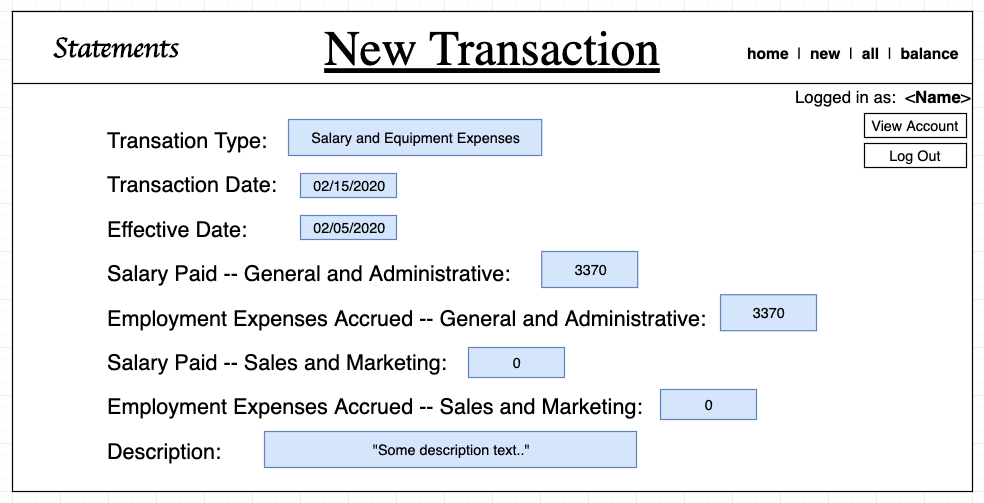 Statements
New Transaction
home | new | all | balance
Logged in as: <Name>
View Account
Log Out
Transation Type: Salary and Equipment Expenses
Transaction Date: 02/15/2020
Effective Date: 02/05/2020
Salary Paid -- General and Administrative: 3370
Employment Expenses Accrued -- General and Administrative: 3370
Salary Paid -- Sales and Marketing: 0
Employment Expenses Accrued -- Sales and Marketing: 0
Description: "Some description text.."